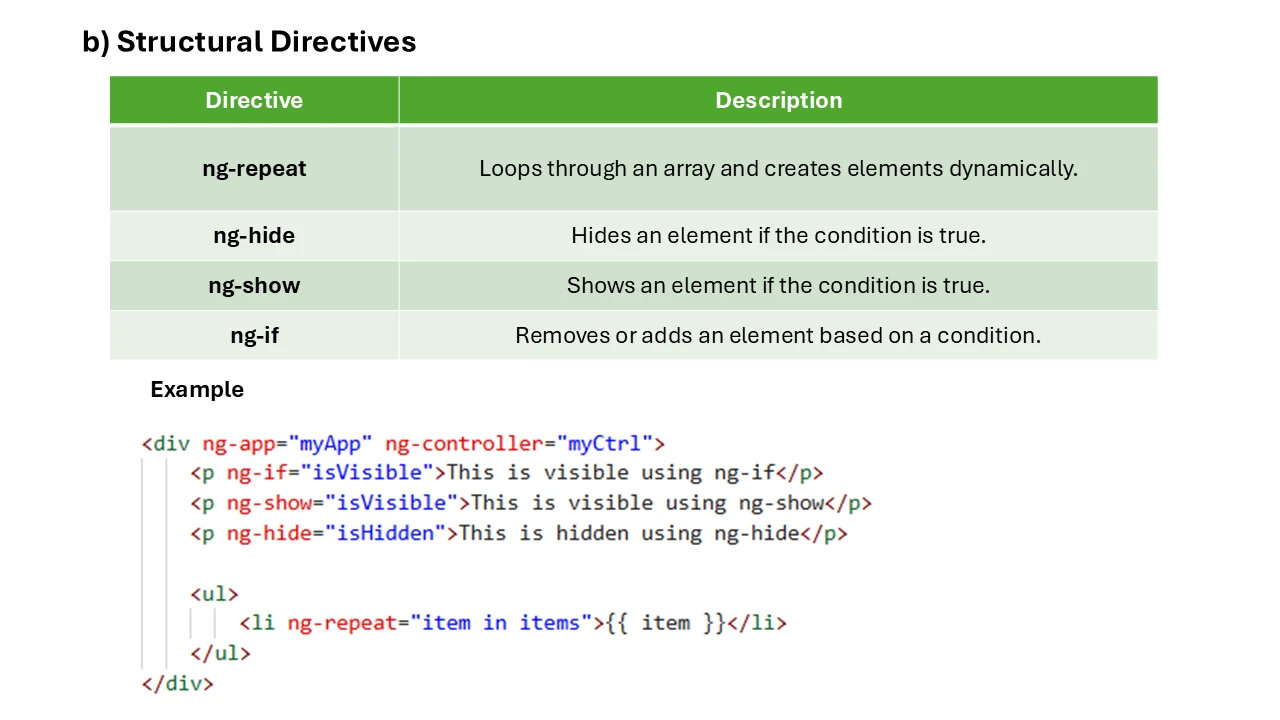 b) Structural Directives
Directive Description
ng-repeat Loops through an array and creates elements dynamically.
ng-hide Hides an element if the condition is true.
ng-show Shows an element if the condition is true.
ng-if Removes or adds an element based on a condition.
Example
<div ng-app="myApp" ng-controller="myCtrl">
    <p ng-if="isVisible">This is visible using ng-if</p>
    <p ng-show="isVisible">This is visible using ng-show</p>
    <p ng-hide="isHidden">This is hidden using ng-hide</p>
    <ul>
        <li ng-repeat="item in items">{{ item }}</li>
    </ul>
</div>